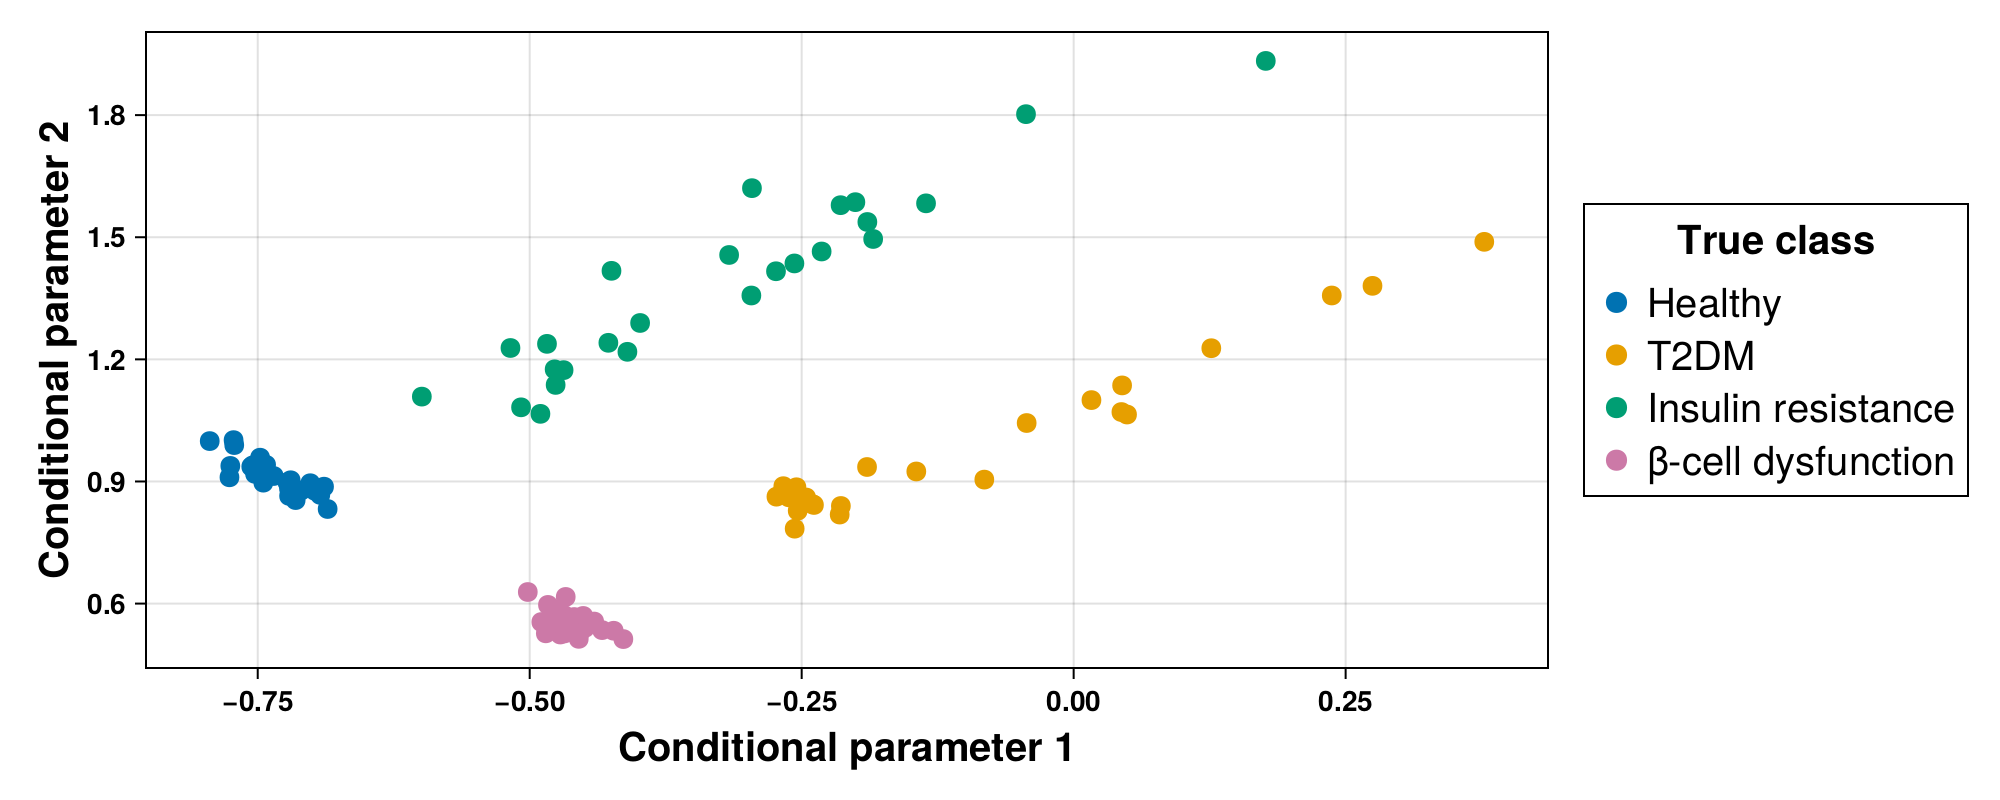 Conditional parameter 2
1.8
1.5
1.2
0.9
0.6
−0.75 −0.50 −0.25 0.00 0.25
Conditional parameter 1
True class
Healthy
T2DM
Insulin resistance
β-cell dysfunction